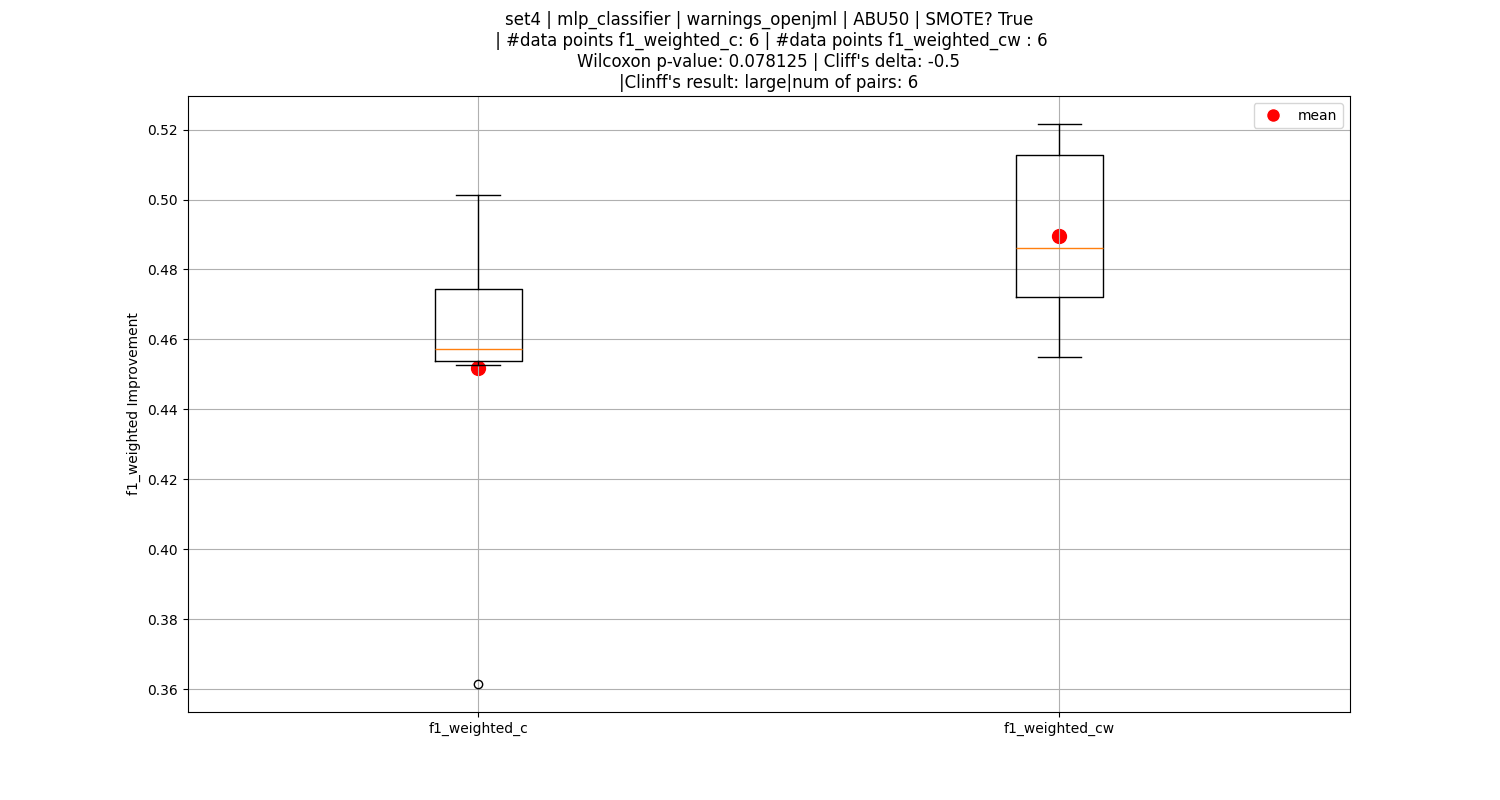 set4 | mlp_classifier | warnings_openjml | ABU50 | SMOTE? True
| #data points f1_weighted_c: 6 | #data points f1_weighted_cw : 6
Wilcoxon p-value: 0.078125 | Cliff's delta: -0.5
|Clinff's result: large|num of pairs: 6
mean
0.52
0.50
0.48
0.46
0.44
0.42
0.40
0.38
0.36
f1_weighted Improvement
f1_weighted_c
f1_weighted_cw